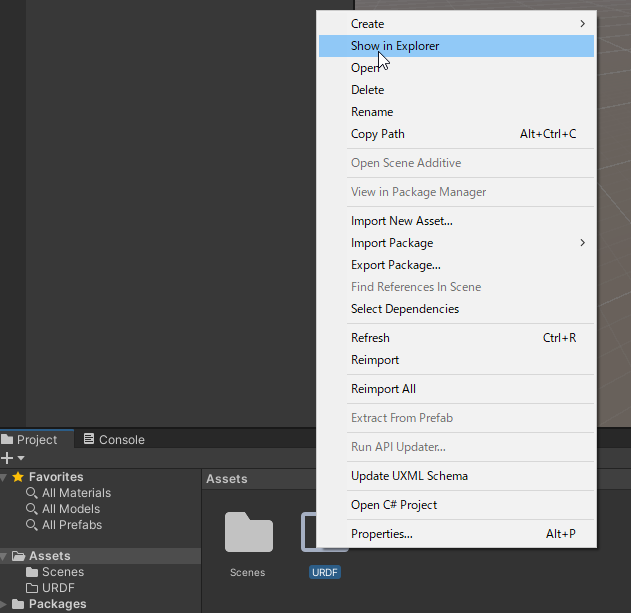 Create
Show in Explorer
Open
Delete
Rename
Copy Path Alt+Ctrl+C
Open Scene Additive
View in Package Manager
Import New Asset...
Import Package
Export Package...
Find References In Scene
Select Dependencies
Refresh Ctrl+R
Reimport
Reimport All
Extract From Prefab
Run API Updater...
Update UXML Schema
Open C# Project
Properties... Alt+P
Project Console
Favorites
All Materials
All Models
All Prefabs
Assets
Scenes
URDF
Packages
Assets
Scenes URDF